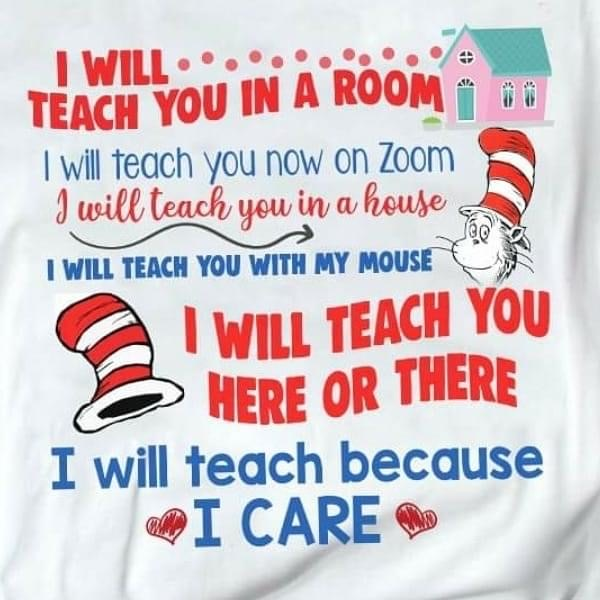 I WILL
TEACH YOU IN A ROOM
I will teach you now on Zoom
I will teach you in a house
I WILL TEACH YOU WITH MY MOUSE
I WILL TEACH YOU
HERE OR THERE
I will teach because
I CARE